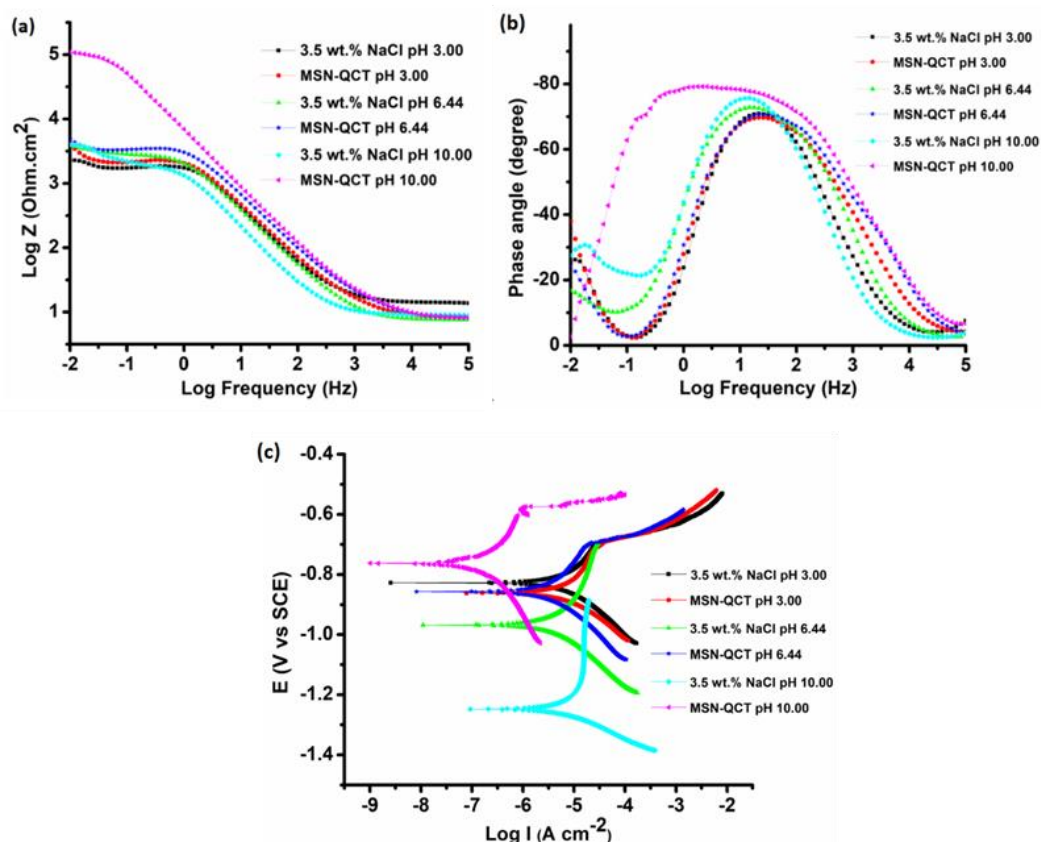 (a)
3.5 wt.% NaCl pH 3.00
MSN-QCT pH 3.00
3.5 wt.% NaCl pH 6.44
MSN-QCT pH 6.44
3.5 wt.% NaCl pH 10.00
MSN-QCT pH 10.00
Log Z (Ohm.cm²)
5
4
3
2
1
-2 -1 0 1 2 3 4 5
Log Frequency (Hz)
(b)
3.5 wt.% NaCl pH 3.00
MSN-QCT pH 3.00
3.5 wt.% NaCl pH 6.44
MSN-QCT pH 6.44
3.5 wt.% NaCl pH 10.00
MSN-QCT pH 10.00
Phase angle (degree)
-80
-60
-40
-20
0
-2 -1 0 1 2 3 4 5
Log Frequency (Hz)
(c)
E (V vs SCE)
-0.4
-0.6
-0.8
-1.0
-1.2
-1.4
3.5 wt.% NaCl pH 3.00
MSN-QCT pH 3.00
3.5 wt.% NaCl pH 6.44
MSN-QCT pH 6.44
3.5 wt.% NaCl pH 10.00
MSN-QCT pH 10.00
-9 -8 -7 -6 -5 -4 -3 -2
Log I (A cm⁻²)